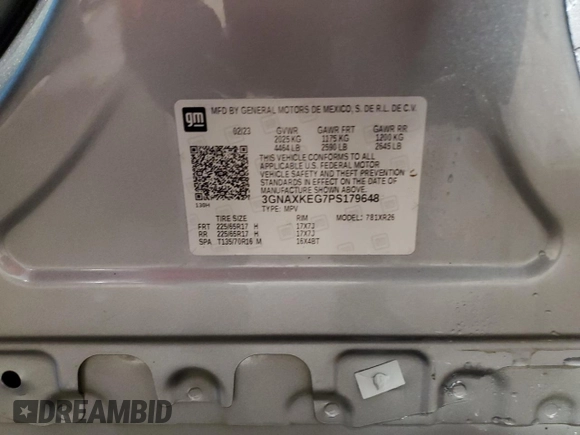 gm
MFD BY GENERAL MOTORS DE MEXICO, S. DE R.L. DE C.V.
02/23 GVWR GAWR FRT GAWR RR
2025 KG 1175 KG 1200 KG
4464 LB 2590 LB 2645 LB
THIS VEHICLE CONFORMS TO ALL
APPLICABLE U.S. FEDERAL MOTOR
VEHICLE SAFETY AND THEFT PREVENTION
STANDARDS IN EFFECT ON THE DATE OF
MANUFACTURE SHOWN ABOVE.
3GNAXKEG7PS179648
TYPE: MPV MODEL: 781XR26
130H
RIM
FRT 225/65R17 H 17X7J
RR 225/65R17 H 17X7J
SPA T135/70R16 M 16X4BT
DREAMBID